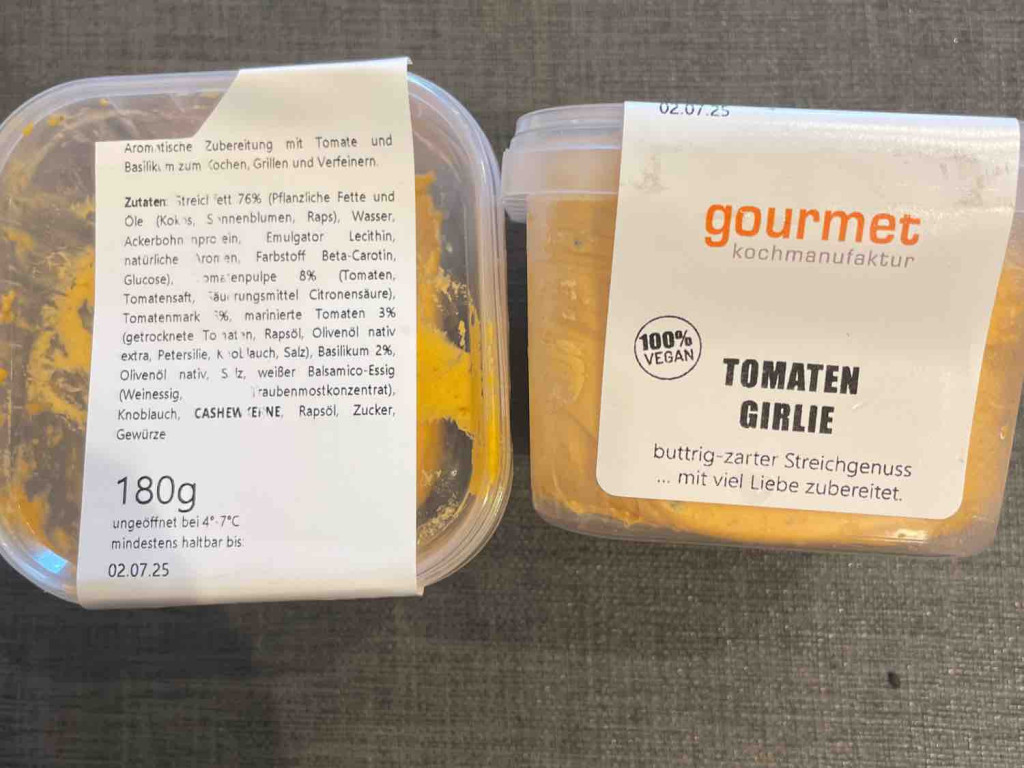 Aromatische Zubereitung mit Tomate und
Basilikum zum Kochen, Grillen und Verfeinern.
Zutaten: Streichfett 76% (Pflanzliche Fette und
Öle (Kokos, Sonnenblumen, Raps), Wasser,
Ackerbohnenprotein, Emulgator Lecithin,
natürliche Aromen, Farbstoff Beta-Carotin,
Glucose), Tomatenpulpe 8% (Tomaten,
Tomatensaft, Säuerungsmittel Citronensäure),
Tomatenmark marinierte Tomaten 3%
(getrocknete Tomaten, Rapsöl, Olivenöl nativ
extra, Petersilie, Knoblauch, Salz), Basilikum 2%,
Olivenöl nativ, Salz, weißer Balsamico-Essig
(Weinessig, Traubenmostkonzentrat),
Knoblauch, CASHEWKERNE, Rapsöl, Zucker,
Gewürze
180g
ungeöffnet bei 4°-7°C
mindestens haltbar bis:
02.07.25
02.07.25
gourmet
kochmanufaktur
100%
VEGAN
TOMATEN
GIRLIE
buttrig-zarter Streichgenuss
... mit viel Liebe zubereitet.